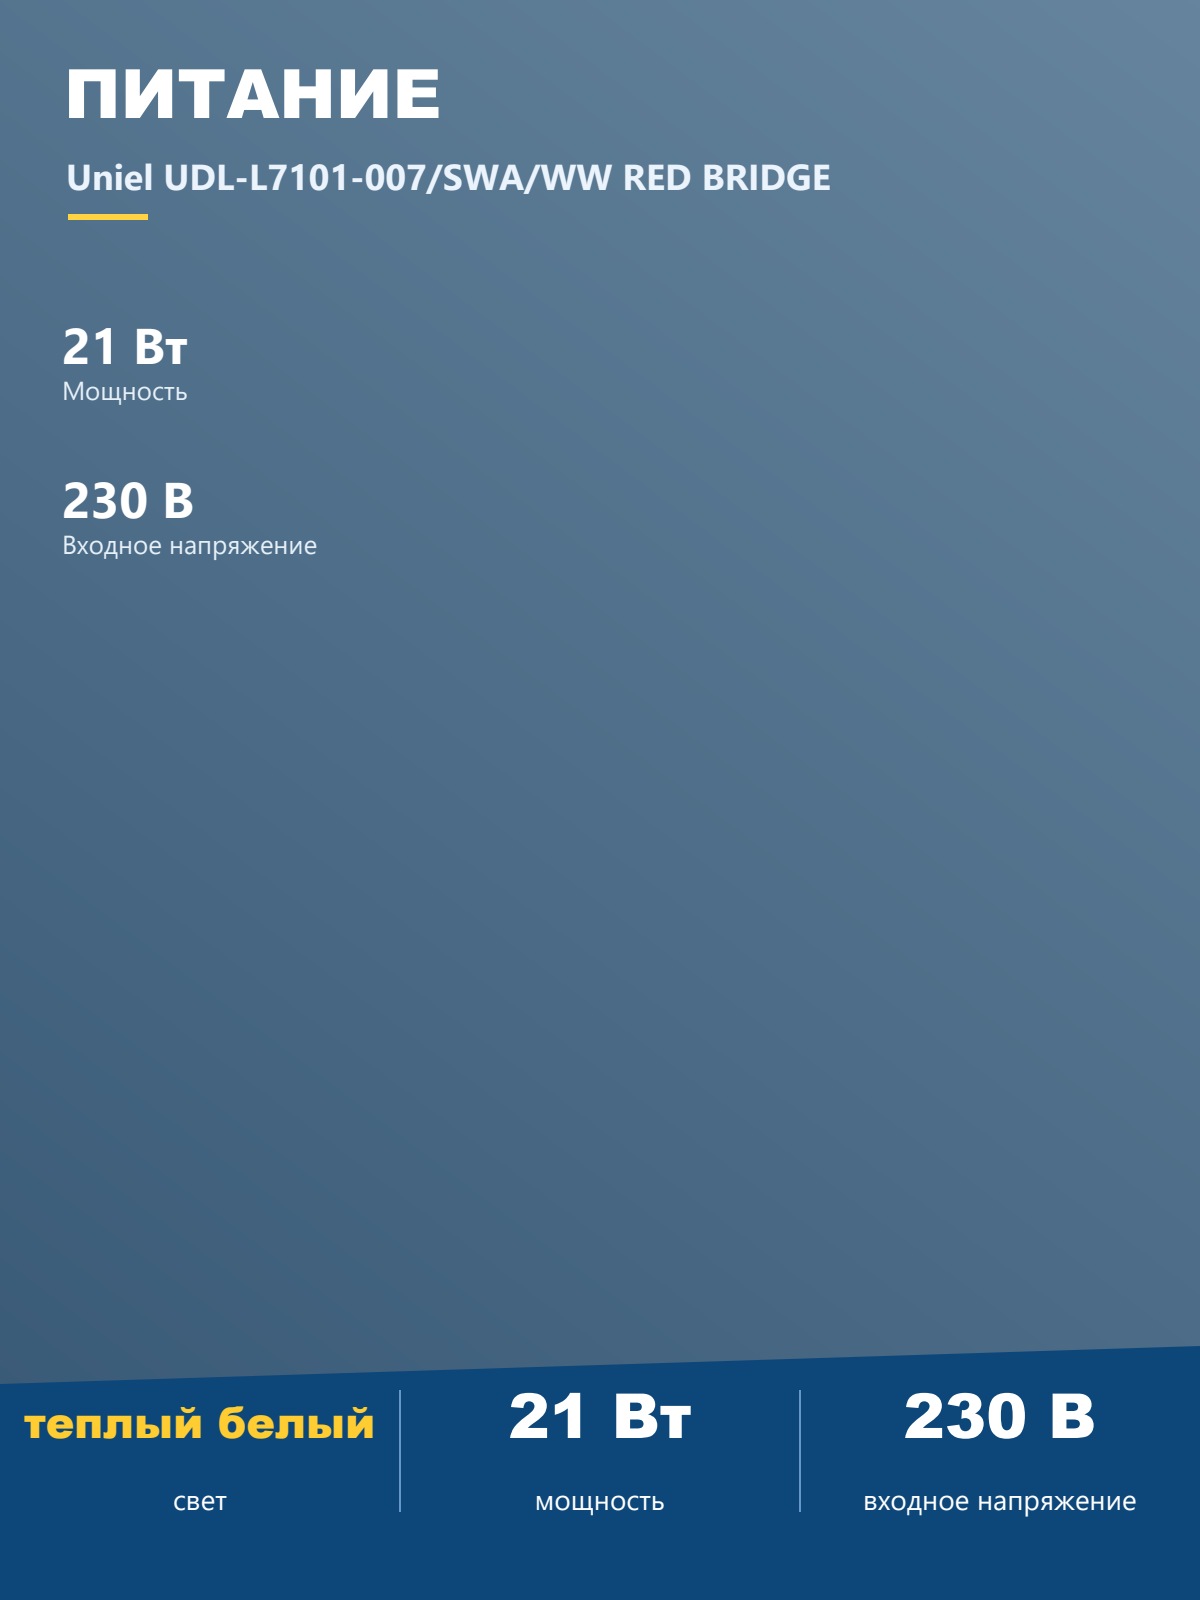 ПИТАНИЕ
Uniel UDL-L7101-007/SWA/WW RED BRIDGE
21 Вт
Мощность
230 В
Входное напряжение
теплый белый
свет
21 Вт
мощность
230 В
входное напряжение